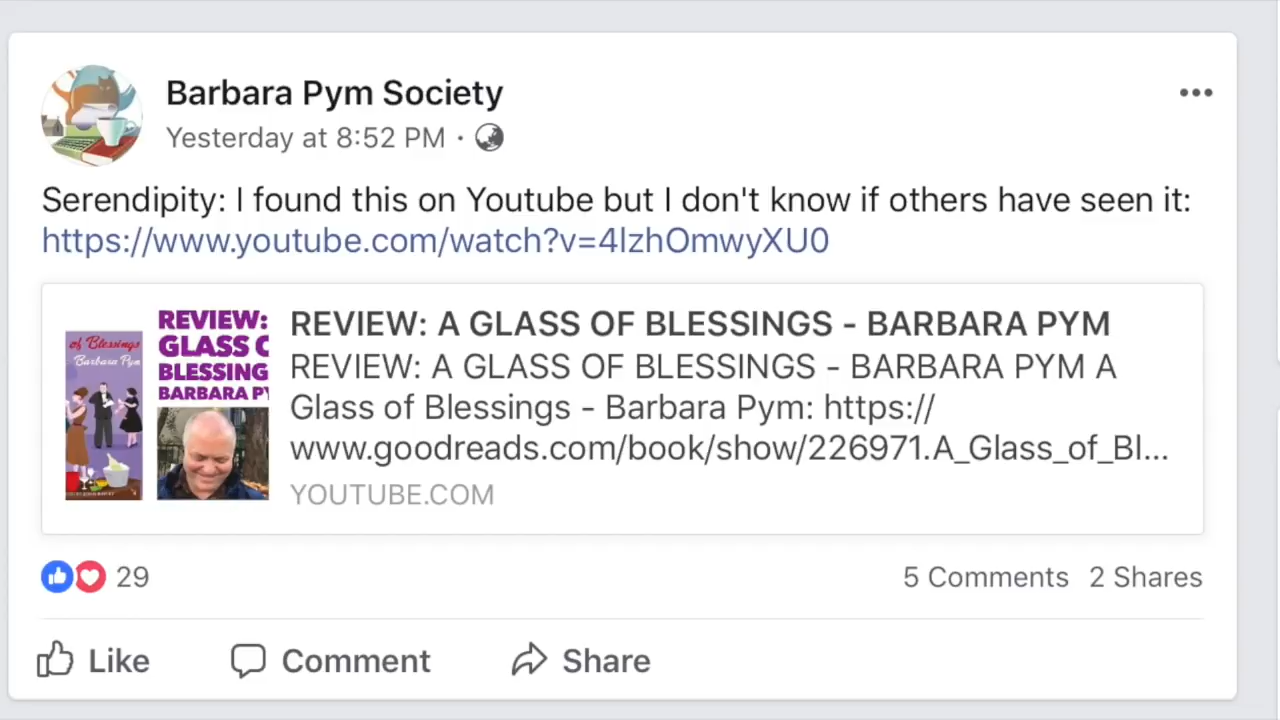 Barbara Pym Society
Yesterday at 8:52 PM ·
Serendipity: I found this on Youtube but I don't know if others have seen it:
https://www.youtube.com/watch?v=4lzhOmwyXU0
of Blessings
Barbara Pym
REVIEW:
GLASS C
BLESSING
BARBARA PY
REVIEW: A GLASS OF BLESSINGS - BARBARA PYM
REVIEW: A GLASS OF BLESSINGS - BARBARA PYM A
Glass of Blessings - Barbara Pym: https://
www.goodreads.com/book/show/226971.A_Glass_of_Bl...
YOUTUBE.COM
29
5 Comments 2 Shares
Like Comment Share